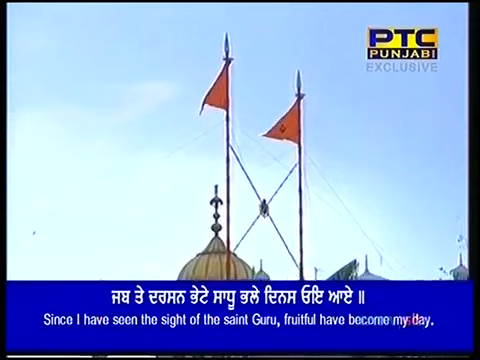 PTC
PUNJABI
EXCLUSIVE
ਜਬ ਤੇ ਦਰਸਨ ਭੇਟੇ ਸਾਧੂ ਭਲੇ ਦਿਨਸ ਓਇ ਆਏ ॥
Since I have seen the sight of the saint Guru, fruitful have become my day.